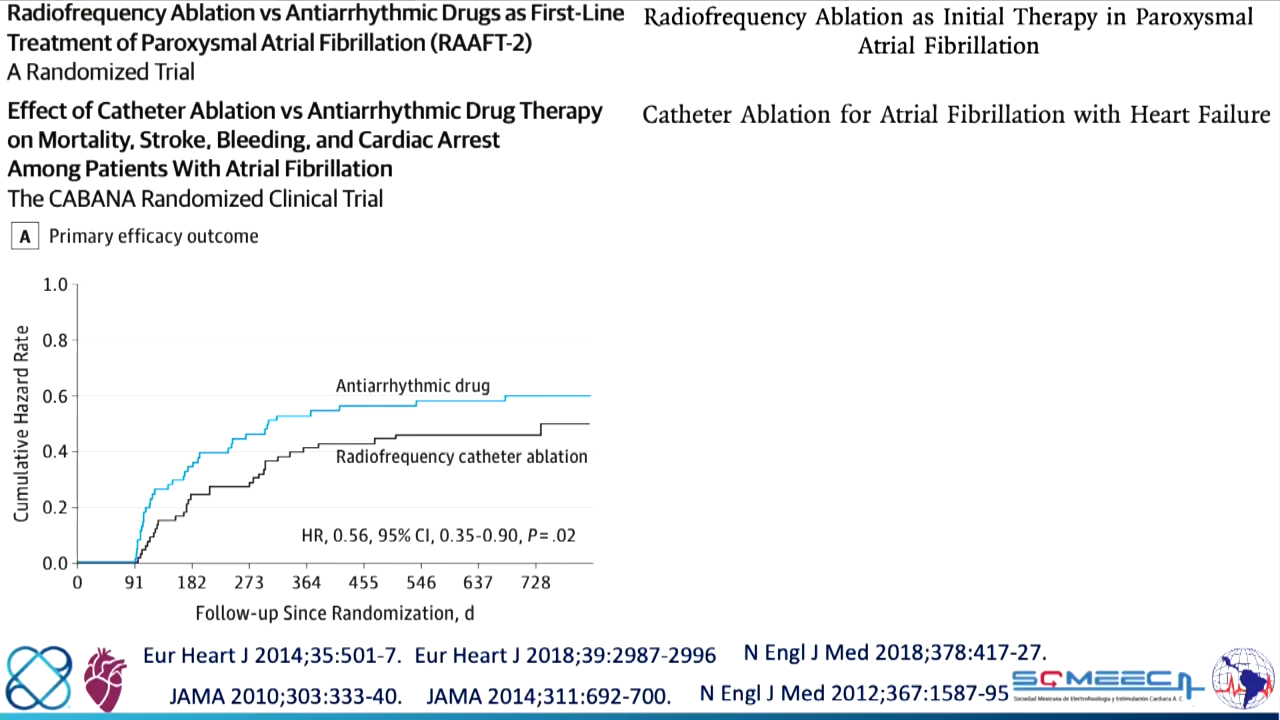 Radiofrequency Ablation vs Antiarrhythmic Drugs as First-Line
Treatment of Paroxysmal Atrial Fibrillation (RAAFT-2)
A Randomized Trial
Radiofrequency Ablation as Initial Therapy in Paroxysmal
Atrial Fibrillation
Effect of Catheter Ablation vs Antiarrhythmic Drug Therapy
on Mortality, Stroke, Bleeding, and Cardiac Arrest
Among Patients With Atrial Fibrillation
The CABANA Randomized Clinical Trial
Catheter Ablation for Atrial Fibrillation with Heart Failure
A Primary efficacy outcome
Cumulative Hazard Rate
1.0
0.8
0.6
0.4
0.2
0.0
Antiarrhythmic drug
Radiofrequency catheter ablation
HR, 0.56, 95% CI, 0.35-0.90, P=.02
0 91 182 273 364 455 546 637 728
Follow-up Since Randomization, d
Eur Heart J 2014;35:501-7. Eur Heart J 2018;39:2987-2996 N Engl J Med 2018;378:417-27.
JAMA 2010;303:333-40. JAMA 2014;311:692-700. N Engl J Med 2012;367:1587-95
SOMEECA
Sociedad Mexicana de Electrofisiología y Estimulación Cardiaca A. C.